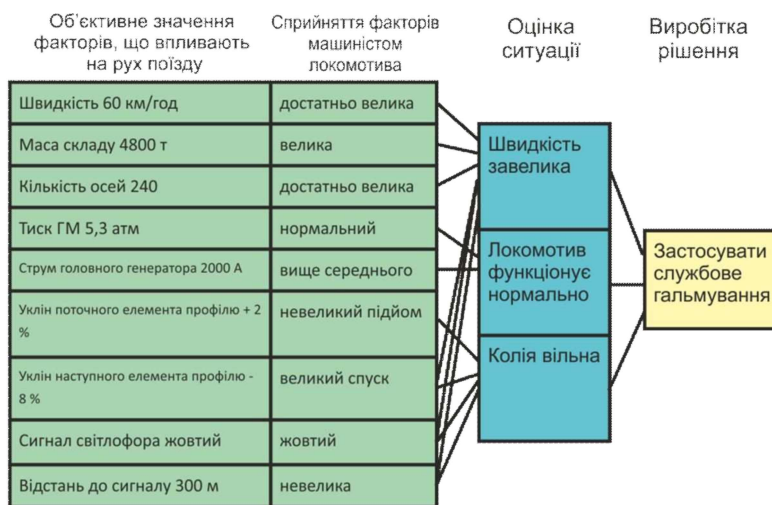 Об'єктивне значення
факторів, що впливають
на рух поїзду
Сприйняття факторів
машиністом
локомотива
Оцінка
ситуації
Виробітка
рішення
Швидкість 60 км/год
достатньо велика
Маса складу 4800 т
велика
Кількість осей 240
достатньо велика
Тиск ГМ 5,3 атм
нормальний
Струм головного генератора 2000 А
вище середнього
Уклін поточного елемента профілю + 2
%
невеликий підйом
Уклін наступного елемента профілю -
8 %
великий спуск
Сигнал світлофора жовтий
жовтий
Відстань до сигналу 300 м
невелика
Швидкість
завелика
Локомотив
функціонує
нормально
Колія вільна
Застосувати
службове
гальмування